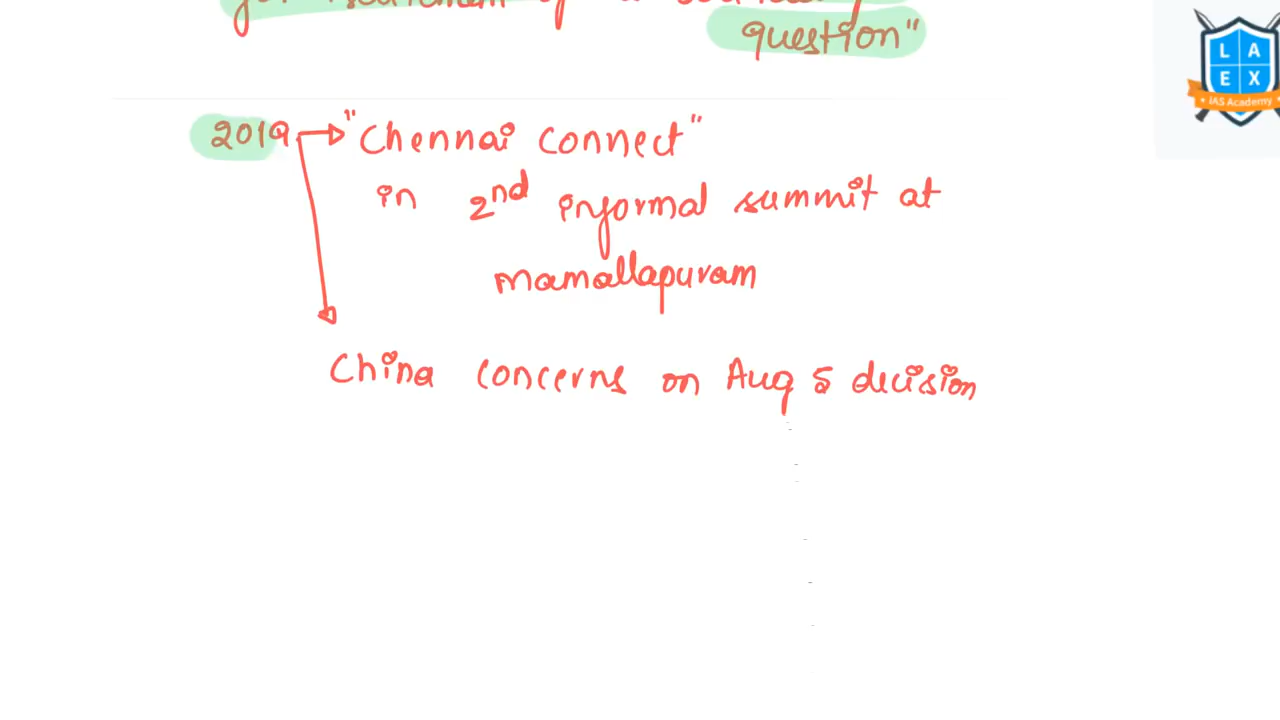 question"
2019 → "Chennai Connect"
in 2nd informal summit at
mamallapuram
China concerns on Aug 5 decision
L A
E X
IAS Academy